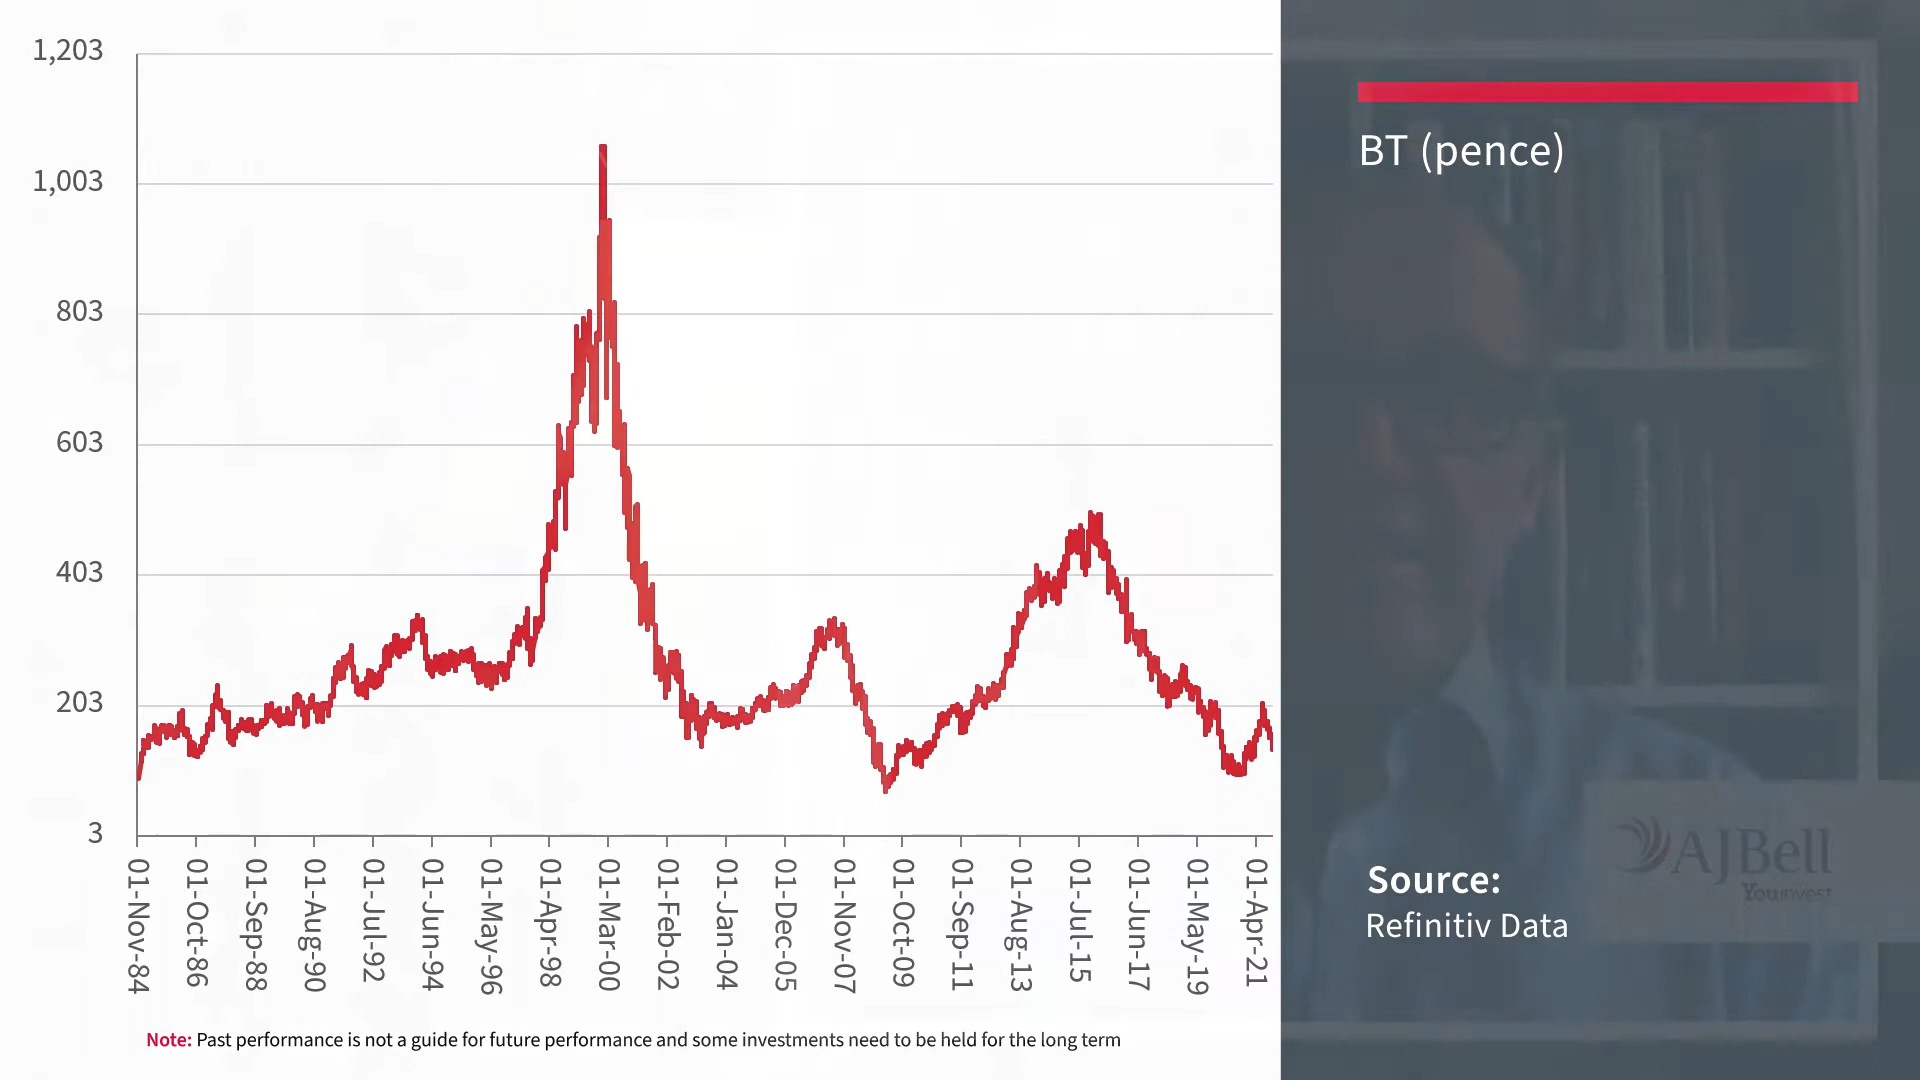 1,203
1,003
803
603
403
203
3
01-Nov-84
01-Oct-86
01-Sep-88
01-Aug-90
01-Jul-92
01-Jun-94
01-May-96
01-Apr-98
01-Mar-00
01-Feb-02
01-Jan-04
01-Dec-05
01-Nov-07
01-Oct-09
01-Sep-11
01-Aug-13
01-Jul-15
01-Jun-17
01-May-19
01-Apr-21
Note: Past performance is not a guide for future performance and some investments need to be held for the long term
BT (pence)
Source:
Refinitiv Data
AJBell
Youinvest